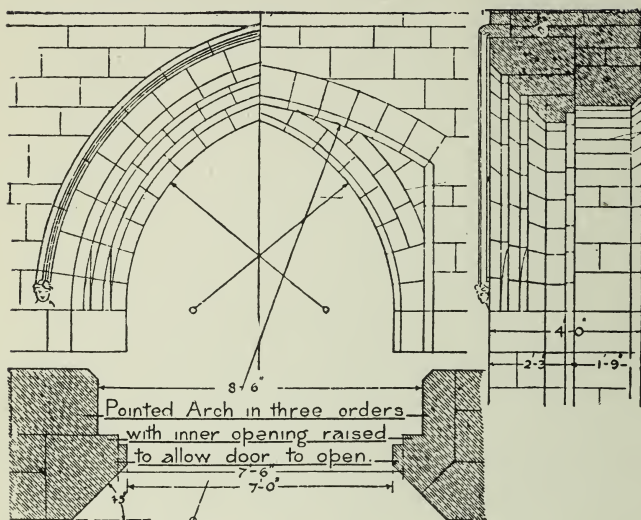 4'-0"
2'-3" 1'-9"
8'-6"
Pointed Arch in three orders
with inner opening raised
to allow door to open.
7'-6"
7'-0"
45°